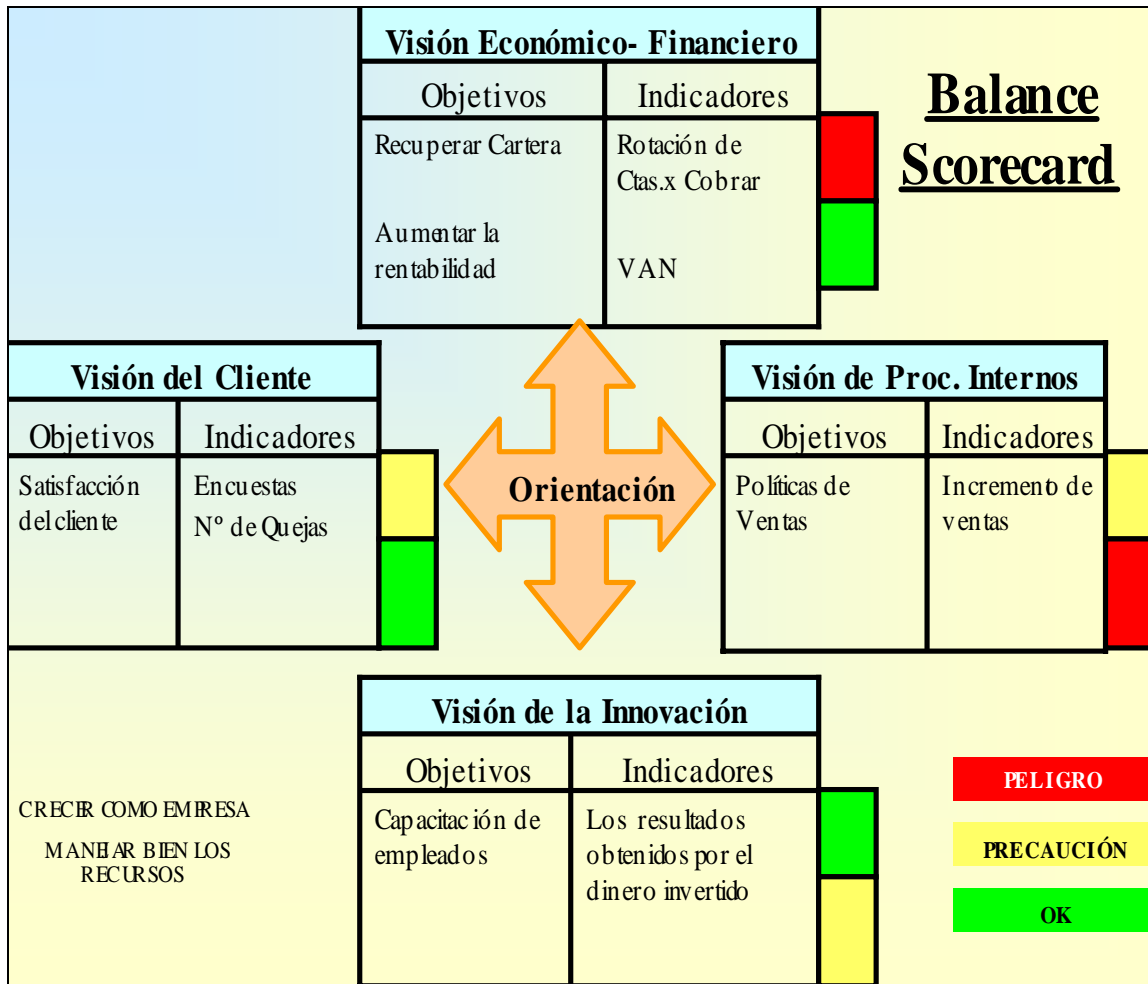 Visión Económico- Financiero
Objetivos
Indicadores
Balance
Scorecard
Recuperar Cartera
Rotación de
Ctas.x Cobrar
Aumentar la
rentabilidad
VAN
Visión del Cliente
Objetivos
Indicadores
Satisfacción
del cliente
Encuestas
Nº de Quejas
Orientación
Visión de Proc. Internos
Objetivos
Indicadores
Políticas de
Ventas
Incremento de
ventas
Visión de la Innovación
Objetivos
Indicadores
Capacitación de
empleados
Los resultados
obtenidos por el
dinero invertido
CRECER COMO EMPRESA
MANEJAR BIEN LOS
RECURSOS
PELIGRO
PRECAUCIÓN
OK